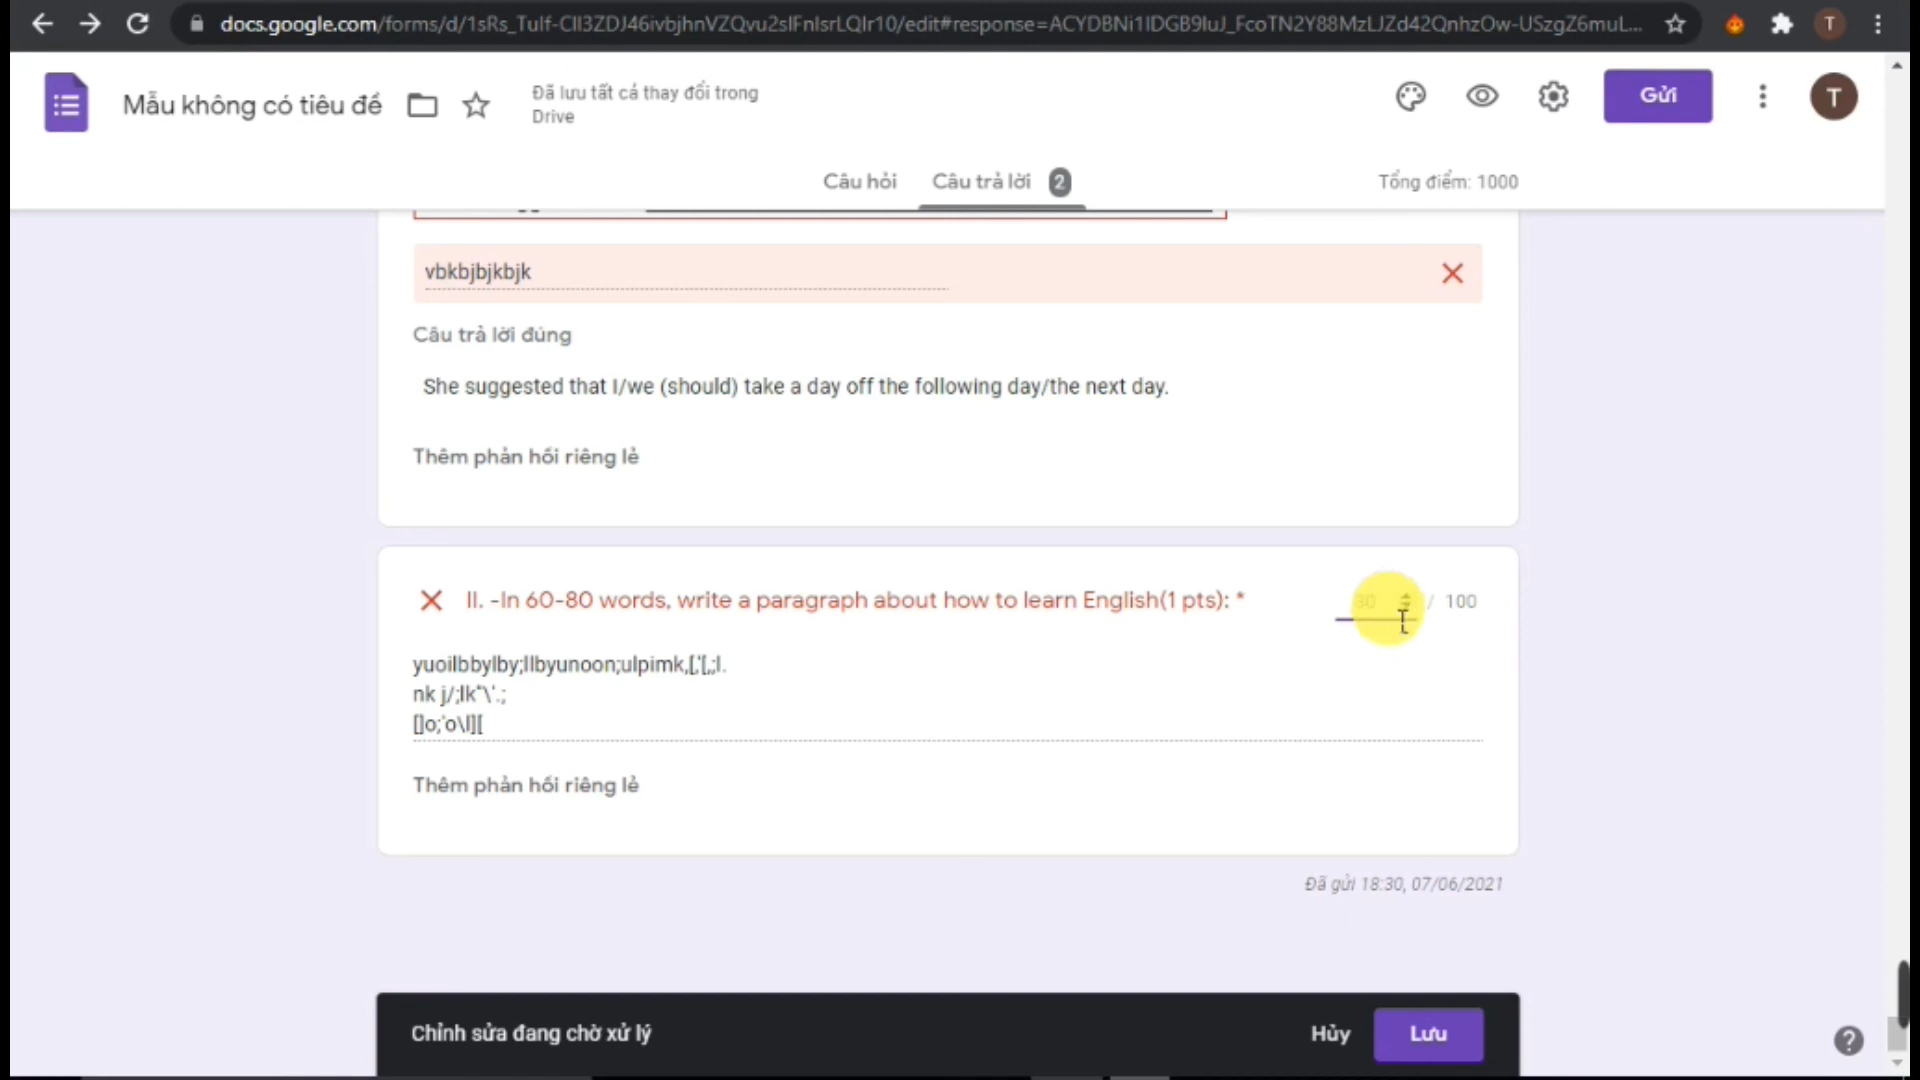 docs.google.com/forms/d/1sRs_Tulf-Cll3ZDJ46ivbjhnVZQvu2slFnlsrLQlr10/edit#response=ACYDBNi1lDGB9luJ_FcoTN2Y88MzLJZd42QnhzOw-USzgZ6muL...
T
Mẫu không có tiêu đề
Đã lưu tất cả thay đổi trong
Drive
Gửi
T
Câu hỏi
Câu trả lời
2
Tổng điểm: 1000
vbkbjbjkbjk
Câu trả lời đúng
She suggested that I/we (should) take a day off the following day/the next day.
Thêm phản hồi riêng lẻ
II. -In 60-80 words, write a paragraph about how to learn English(1 pts): *
/ 100
yuoilbbylby;llbyunoon;ulpimk,[,'[,;l.
nk j/;lk"\'.;
[]o;'o\l][
Thêm phản hồi riêng lẻ
Đã gửi 18:30, 07/06/2021
Chỉnh sửa đang chờ xử lý
Hủy
Lưu